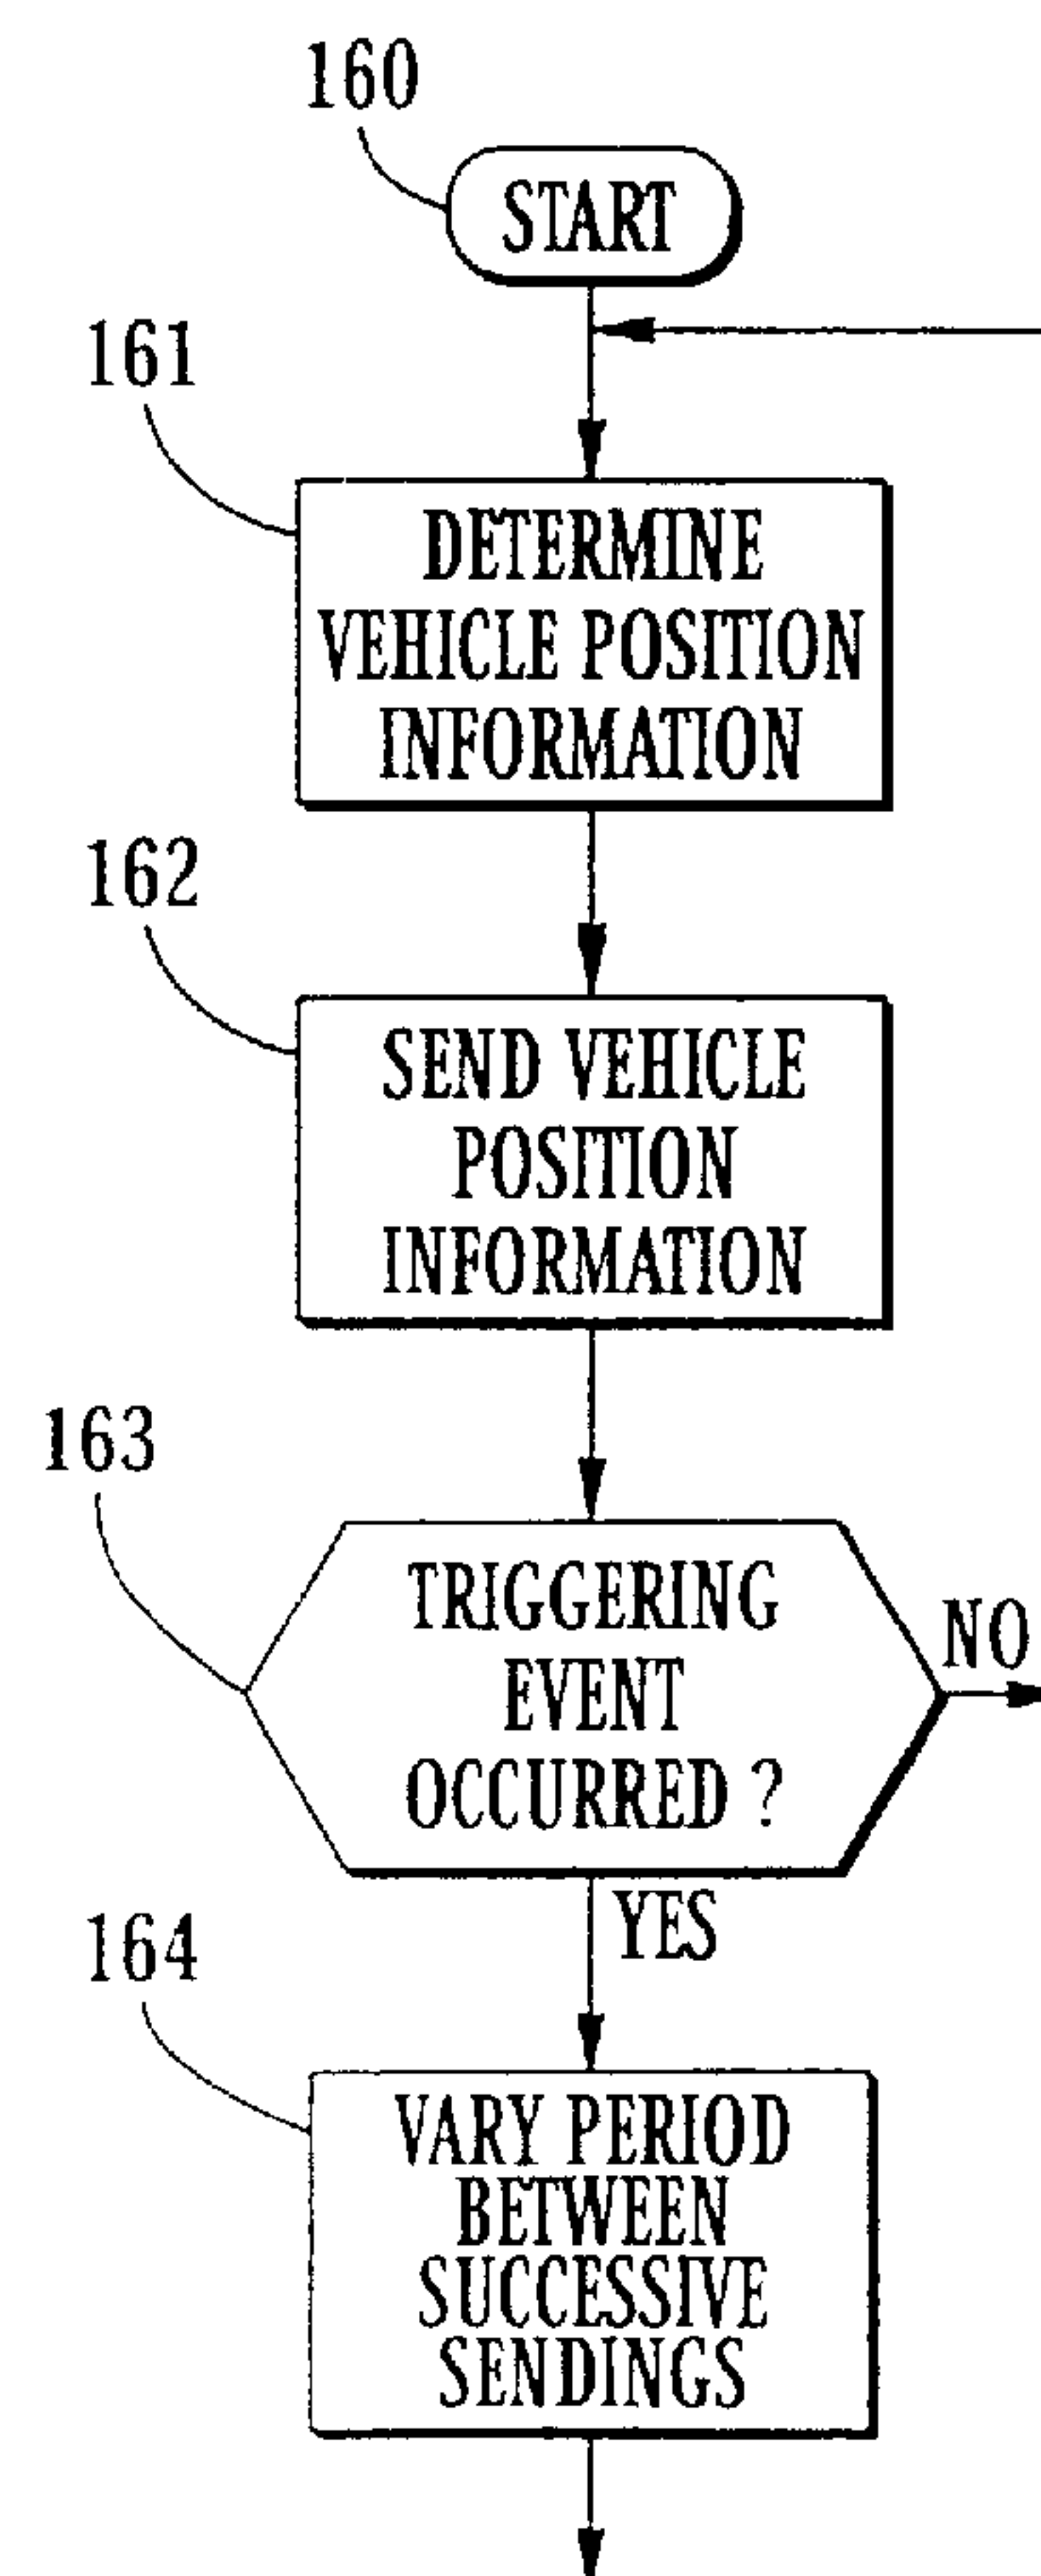 160
START
161
DETERMINE
VEHICLE POSITION
INFORMATION
162
SEND VEHICLE
POSITION
INFORMATION
163
TRIGGERING
EVENT
OCCURRED ?
NO
YES
164
VARY PERIOD
BETWEEN
SUCCESSIVE
SENDINGS